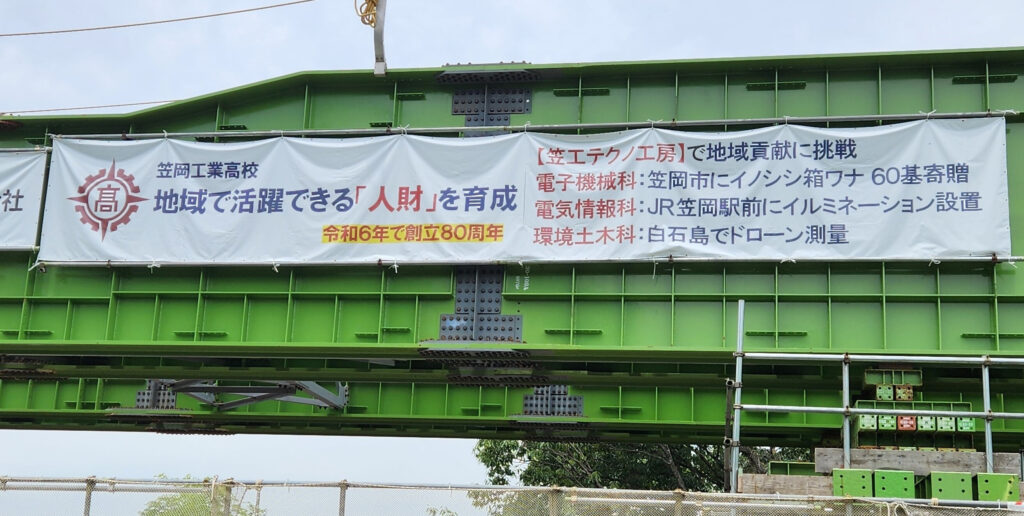 社
髙
笠岡工業高校
地域で活躍できる「人財」を育成
令和6年で創立80周年
【笠工テクノ工房】で地域貢献に挑戦
電子機械科：笠岡市にイノシシ箱ワナ 60基寄贈
電気情報科：JR笠岡駅前にイルミネーション設置
環境土木科：白石島でドローン測量